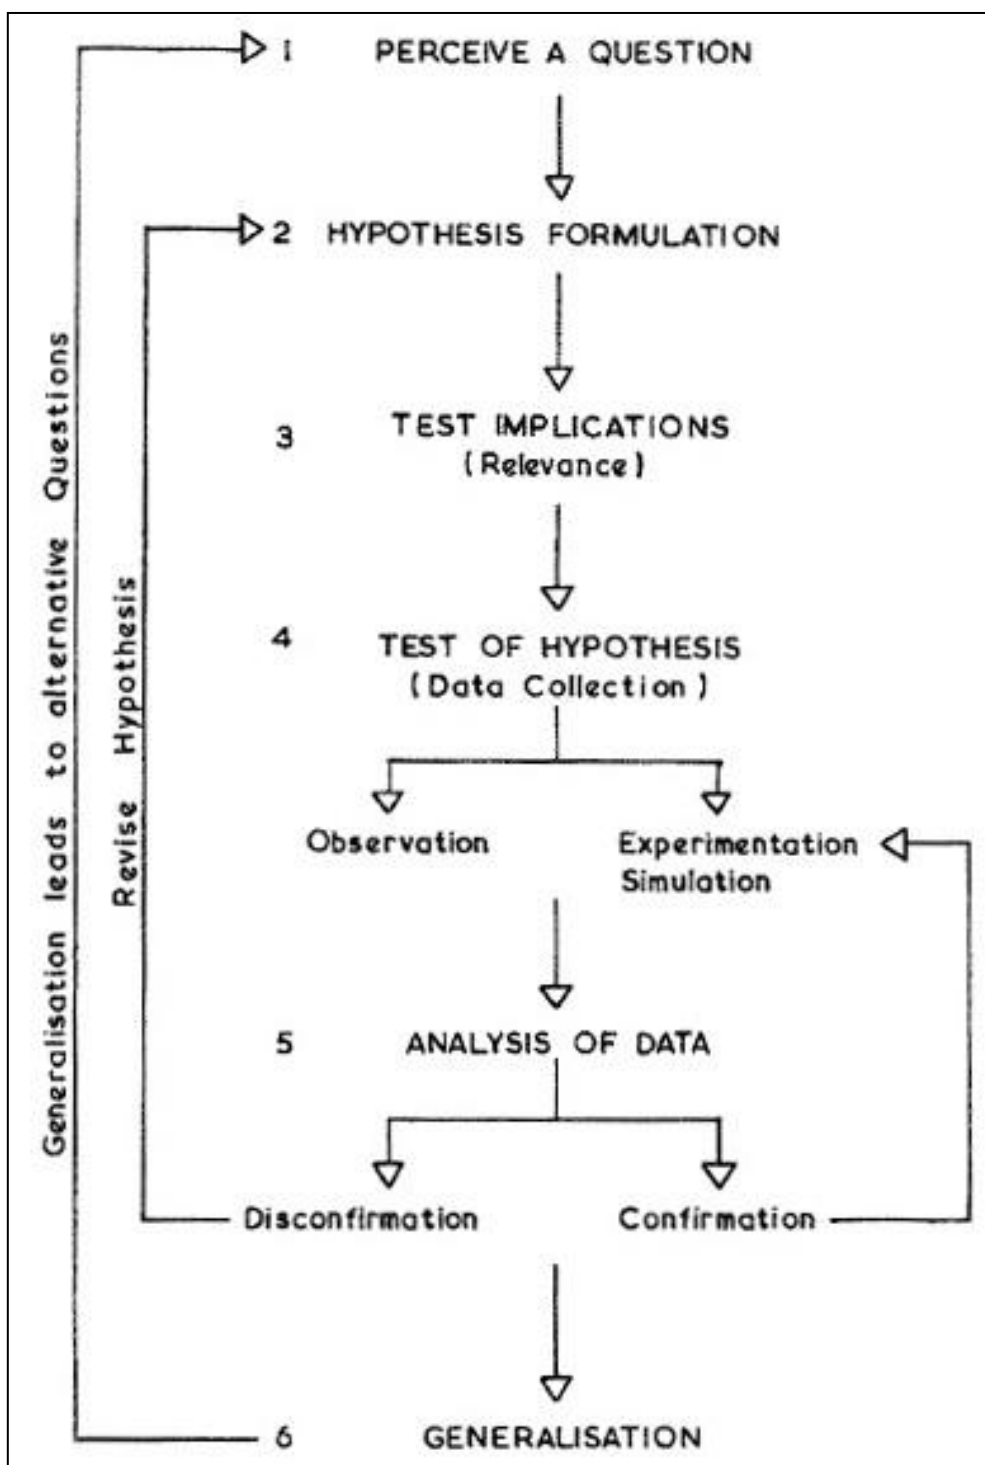 1 PERCEIVE A QUESTION
2 HYPOTHESIS FORMULATION
3 TEST IMPLICATIONS
(Relevance)
4 TEST OF HYPOTHESIS
(Data Collection)
Observation
Experimentation
Simulation
5 ANALYSIS OF DATA
Disconfirmation
Confirmation
6 GENERALISATION
Revise Hypothesis
Generalisation leads to alternative Questions